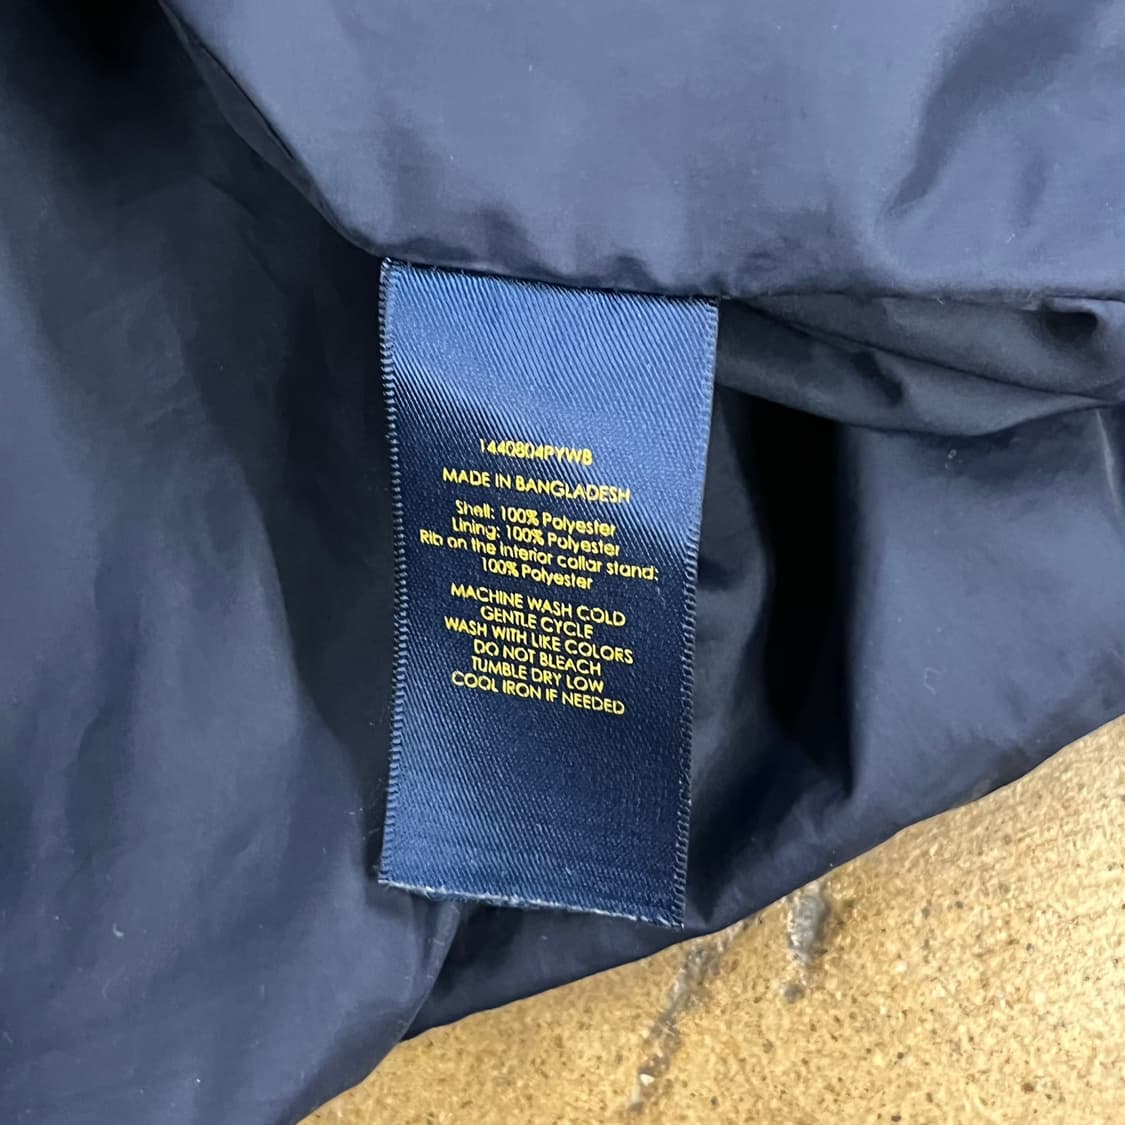 1440804PYWB
MADE IN BANGLADESH
Shell: 100% Polyester
Lining: 100% Polyester
Rib on the interior collar stand:
100% Polyester
MACHINE WASH COLD
GENTLE CYCLE
WASH WITH LIKE COLORS
DO NOT BLEACH
TUMBLE DRY LOW
COOL IRON IF NEEDED